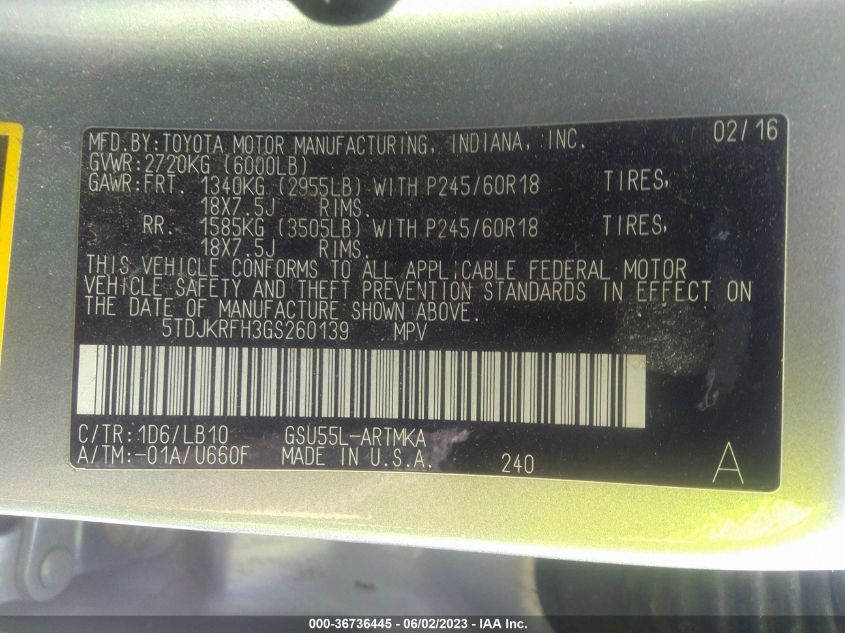 MFD.BY:TOYOTA MOTOR MANUFACTURING, INDIANA, INC. 02/16
GVWR:2720KG (6000LB)
GAWR:FRT. 1340KG (2955LB) WITH P245/60R18 TIRES,
18X7.5J RIMS.
RR. 1585KG (3505LB) WITH P245/60R18 TIRES,
18X7.5J RIMS.
THIS VEHICLE CONFORMS TO ALL APPLICABLE FEDERAL MOTOR
VEHICLE SAFETY AND THEFT PREVENTION STANDARDS IN EFFECT ON
THE DATE OF MANUFACTURE SHOWN ABOVE.
5TDJKRFH3GS260139 MPV
C/TR:1D6/LB10 GSU55L-ARTMKA
A/TM:-01A/U660F MADE IN U.S.A. 240 A
000-36736445 - 06/02/2023 - IAA Inc.